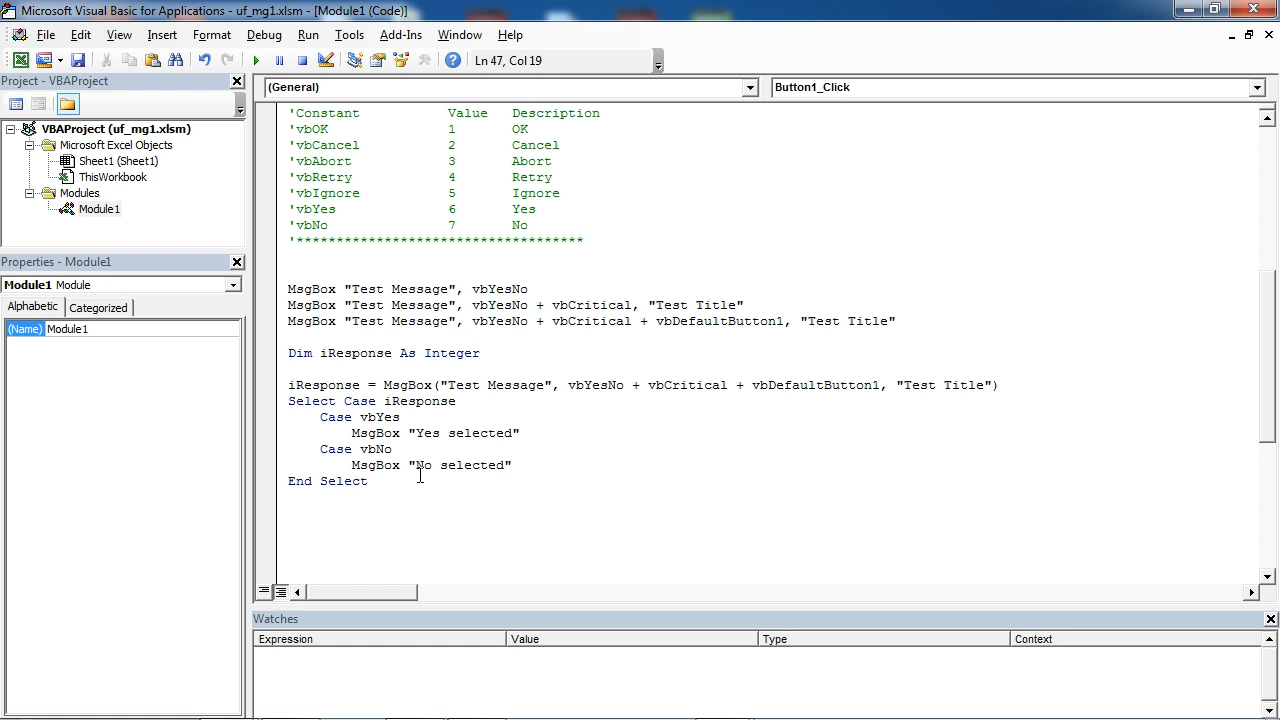 Microsoft Visual Basic for Applications - uf_mg1.xlsm - [Module1 (Code)]
File Edit View Insert Format Debug Run Tools Add-Ins Window Help
Ln 47, Col 19
Project - VBAProject
VBAProject (uf_mg1.xlsm)
Microsoft Excel Objects
Sheet1 (Sheet1)
ThisWorkbook
Modules
Module1
Properties - Module1
Module1 Module
Alphabetic Categorized
(Name) Module1
(General) Button1_Click
'Constant Value Description
'vbOK 1 OK
'vbCancel 2 Cancel
'vbAbort 3 Abort
'vbRetry 4 Retry
'vbIgnore 5 Ignore
'vbYes 6 Yes
'vbNo 7 No
'************************************
MsgBox "Test Message", vbYesNo
MsgBox "Test Message", vbYesNo + vbCritical, "Test Title"
MsgBox "Test Message", vbYesNo + vbCritical + vbDefaultButton1, "Test Title"
Dim iResponse As Integer
iResponse = MsgBox("Test Message", vbYesNo + vbCritical + vbDefaultButton1, "Test Title")
Select Case iResponse
Case vbYes
MsgBox "Yes selected"
Case vbNo
MsgBox "No selected"
End Select
Watches
Expression Value Type Context